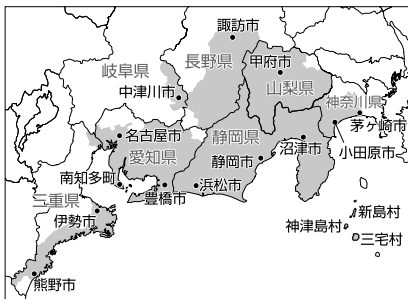 諏訪市
岐阜県
長野県
甲府市
山梨県
中津川市
神奈川県
茅ヶ崎市
名古屋市
静岡県
小田原市
愛知県
沼津市
静岡市
南知多町
浜松市
豊橋市
三重県
伊勢市
新島村
神津島村
三宅村
熊野市